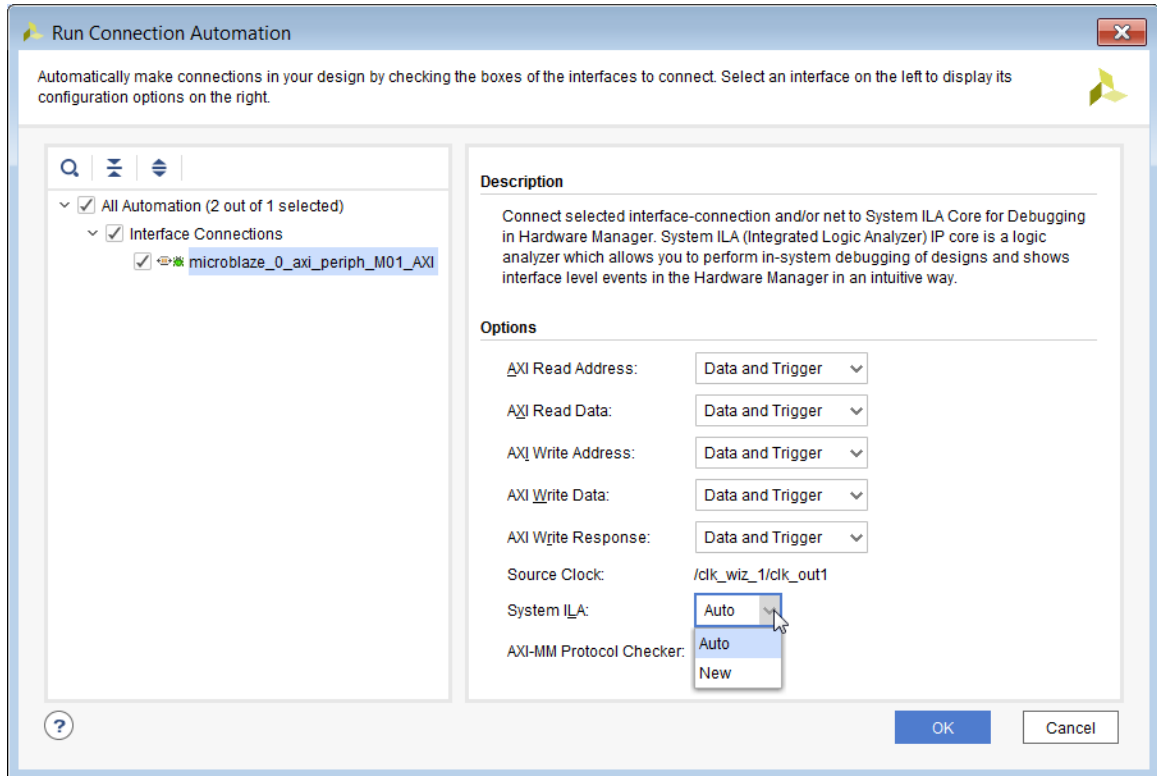 Run Connection Automation
Automatically make connections in your design by checking the boxes of the interfaces to connect. Select an interface on the left to display its
configuration options on the right.
All Automation (2 out of 1 selected)
Interface Connections
microblaze_0_axi_periph_M01_AXI
Description
Connect selected interface-connection and/or net to System ILA Core for Debugging
in Hardware Manager. System ILA (Integrated Logic Analyzer) IP core is a logic
analyzer which allows you to perform in-system debugging of designs and shows
interface level events in the Hardware Manager in an intuitive way.
Options
AXI Read Address: Data and Trigger
AXI Read Data: Data and Trigger
AXI Write Address: Data and Trigger
AXI Write Data: Data and Trigger
AXI Write Response: Data and Trigger
Source Clock: /clk_wiz_1/clk_out1
System ILA: Auto
Auto
AXI-MM Protocol Checker:
New
?
OK Cancel